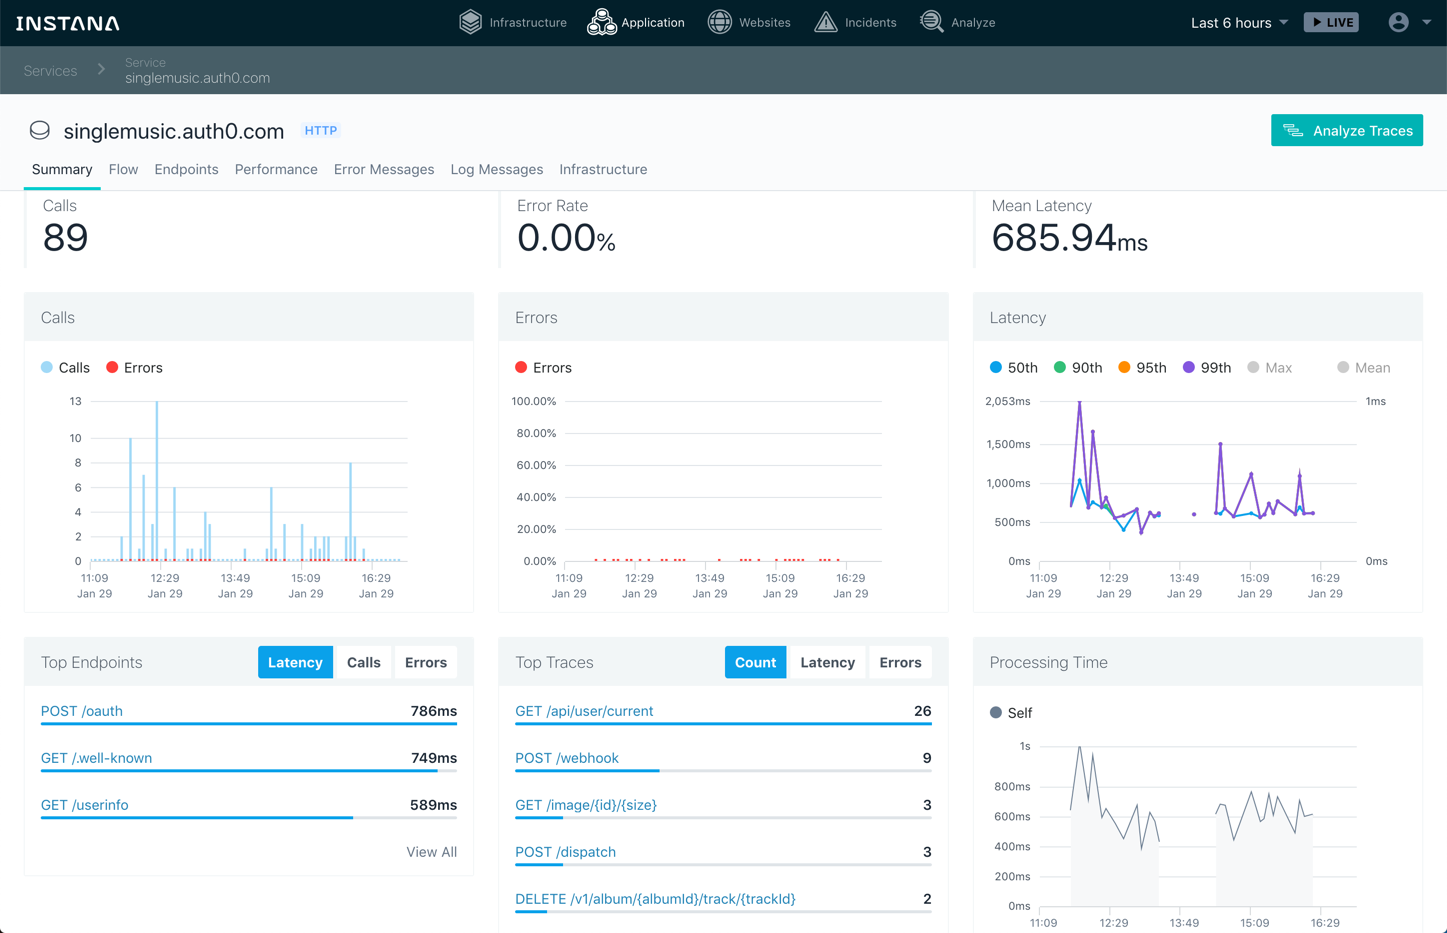 INSTANA
Infrastructure
Application
Websites
Incidents
Analyze
Last 6 hours
LIVE
Services
Service
singlemusic.auth0.com
singlemusic.auth0.com
HTTP
Analyze Traces
Summary
Flow
Endpoints
Performance
Error Messages
Log Messages
Infrastructure
Calls
89
Error Rate
0.00%
Mean Latency
685.94ms
Calls
Calls
Errors
13
10
8
6
4
2
0
11:09
Jan 29
12:29
Jan 29
13:49
Jan 29
15:09
Jan 29
16:29
Jan 29
Errors
Errors
100.00%
80.00%
60.00%
40.00%
20.00%
0.00%
11:09
Jan 29
12:29
Jan 29
13:49
Jan 29
15:09
Jan 29
16:29
Jan 29
Latency
50th
90th
95th
99th
Max
Mean
2,053ms
1,500ms
1,000ms
500ms
0ms
1ms
0ms
11:09
Jan 29
12:29
Jan 29
13:49
Jan 29
15:09
Jan 29
16:29
Jan 29
Top Endpoints
Latency
Calls
Errors
POST /oauth
786ms
GET /.well-known
749ms
GET /userinfo
589ms
View All
Top Traces
Count
Latency
Errors
GET /api/user/current
26
POST /webhook
9
GET /image/{id}/{size}
3
POST /dispatch
3
DELETE /v1/album/{albumId}/track/{trackId}
2
Processing Time
Self
1s
800ms
600ms
400ms
200ms
0ms
11:09
12:29
13:49
15:09
16:29